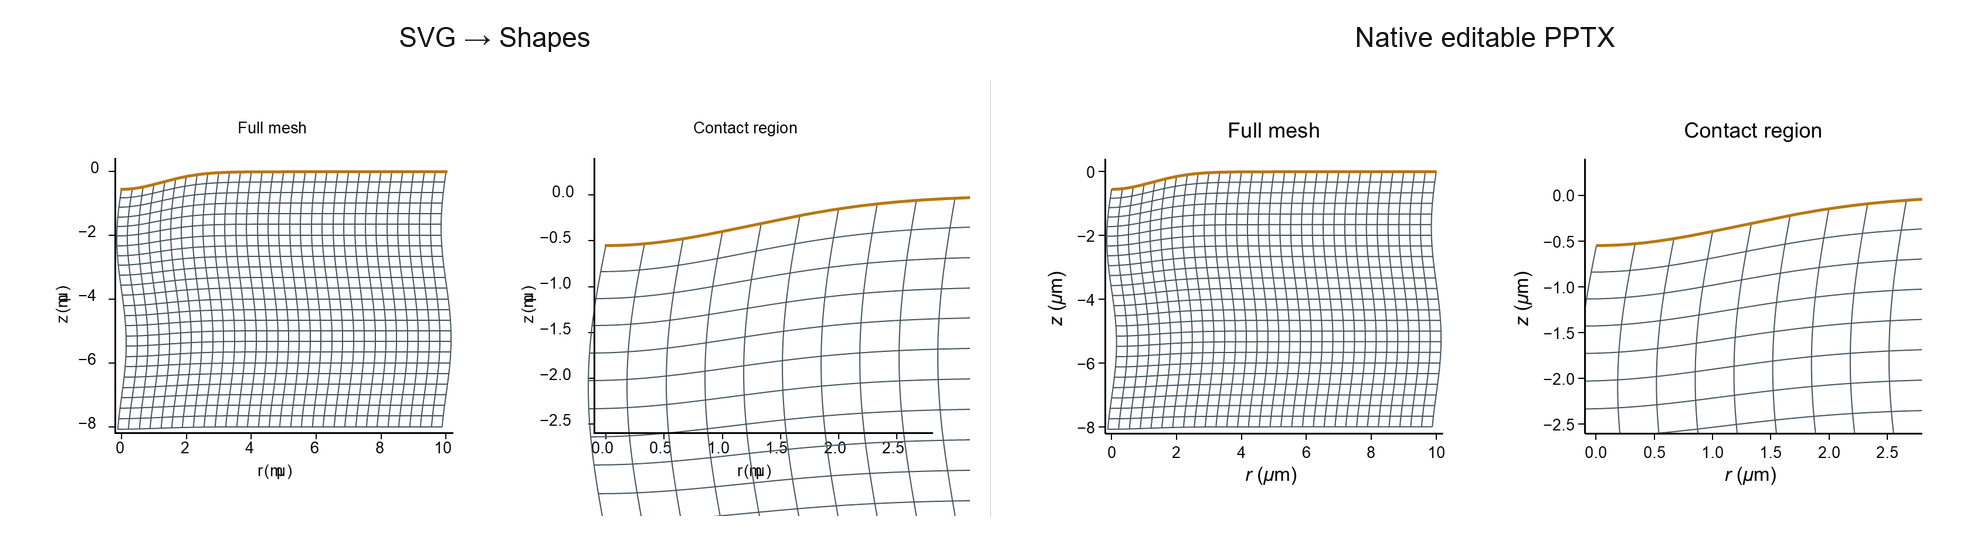 SVG → Shapes
Native editable PPTX
Full mesh
Contact region
Full mesh
Contact region
0
−2
−4
−6
−8
z (mµ)
0 2 4 6 8 10
r (mµ)
0.0
−0.5
−1.0
−1.5
−2.0
−2.5
z (mµ)
0.0 0.5 1.0 1.5 2.0 2.5
r (mµ)
0
−2
−4
−6
−8
z (µm)
0 2 4 6 8 10
r (µm)
0.0
−0.5
−1.0
−1.5
−2.0
−2.5
z (µm)
0.0 0.5 1.0 1.5 2.0 2.5
r (µm)